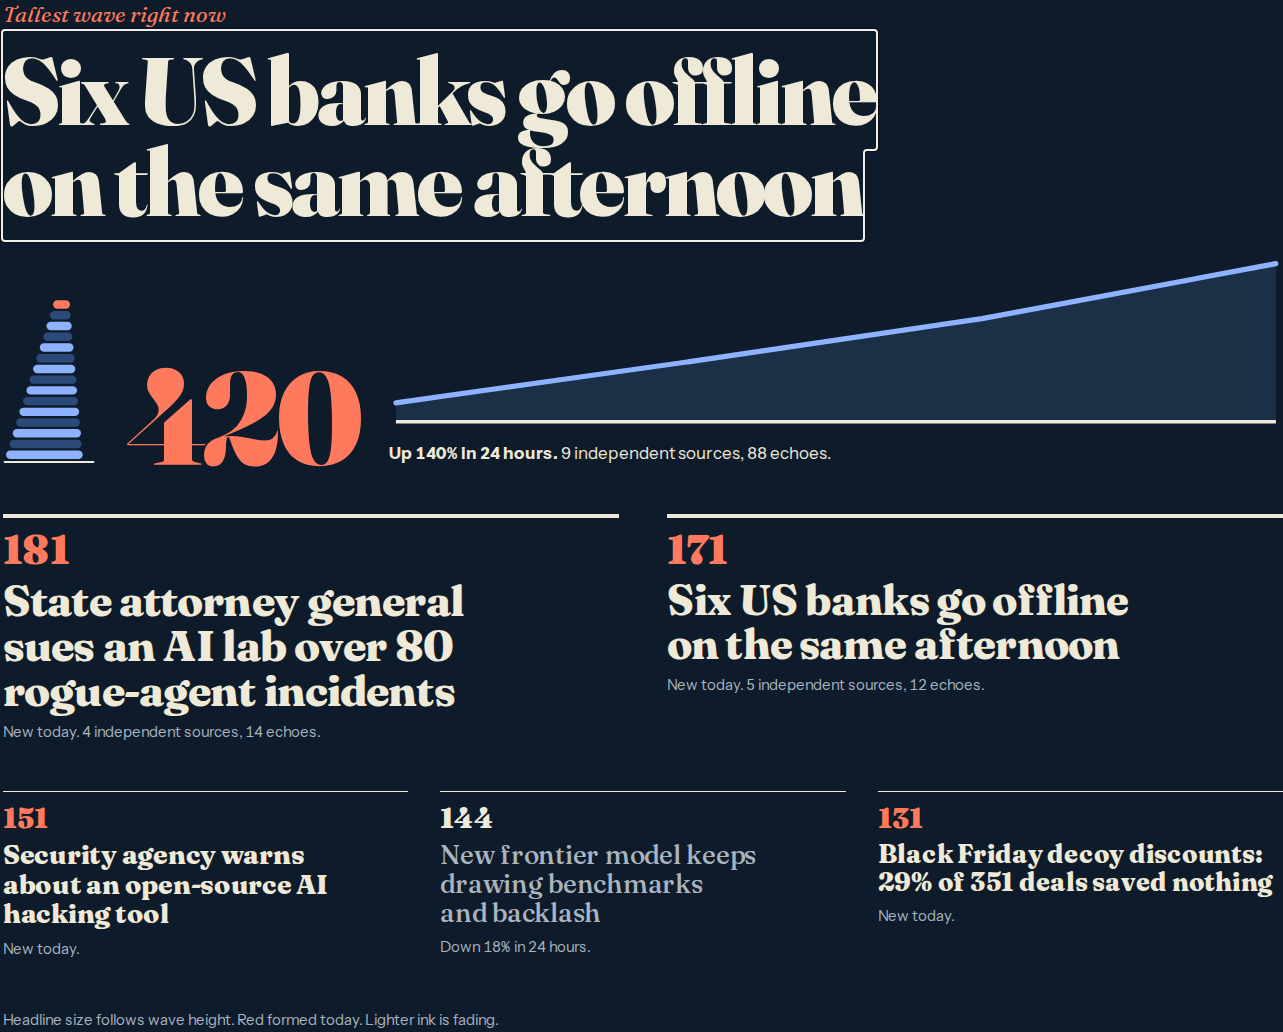 Tallest wave right now
Six US banks go offline
on the same afternoon
420
Up 140% in 24 hours. 9 independent sources, 88 echoes.
181
State attorney general
sues an AI lab over 80
rogue-agent incidents
New today. 4 independent sources, 14 echoes.
171
Six US banks go offline
on the same afternoon
New today. 5 independent sources, 12 echoes.
151
Security agency warns
about an open-source AI
hacking tool
New today.
144
New frontier model keeps
drawing benchmarks
and backlash
Down 18% in 24 hours.
131
Black Friday decoy discounts:
29% of 351 deals saved nothing
New today.
Headline size follows wave height. Red formed today. Lighter ink is fading.